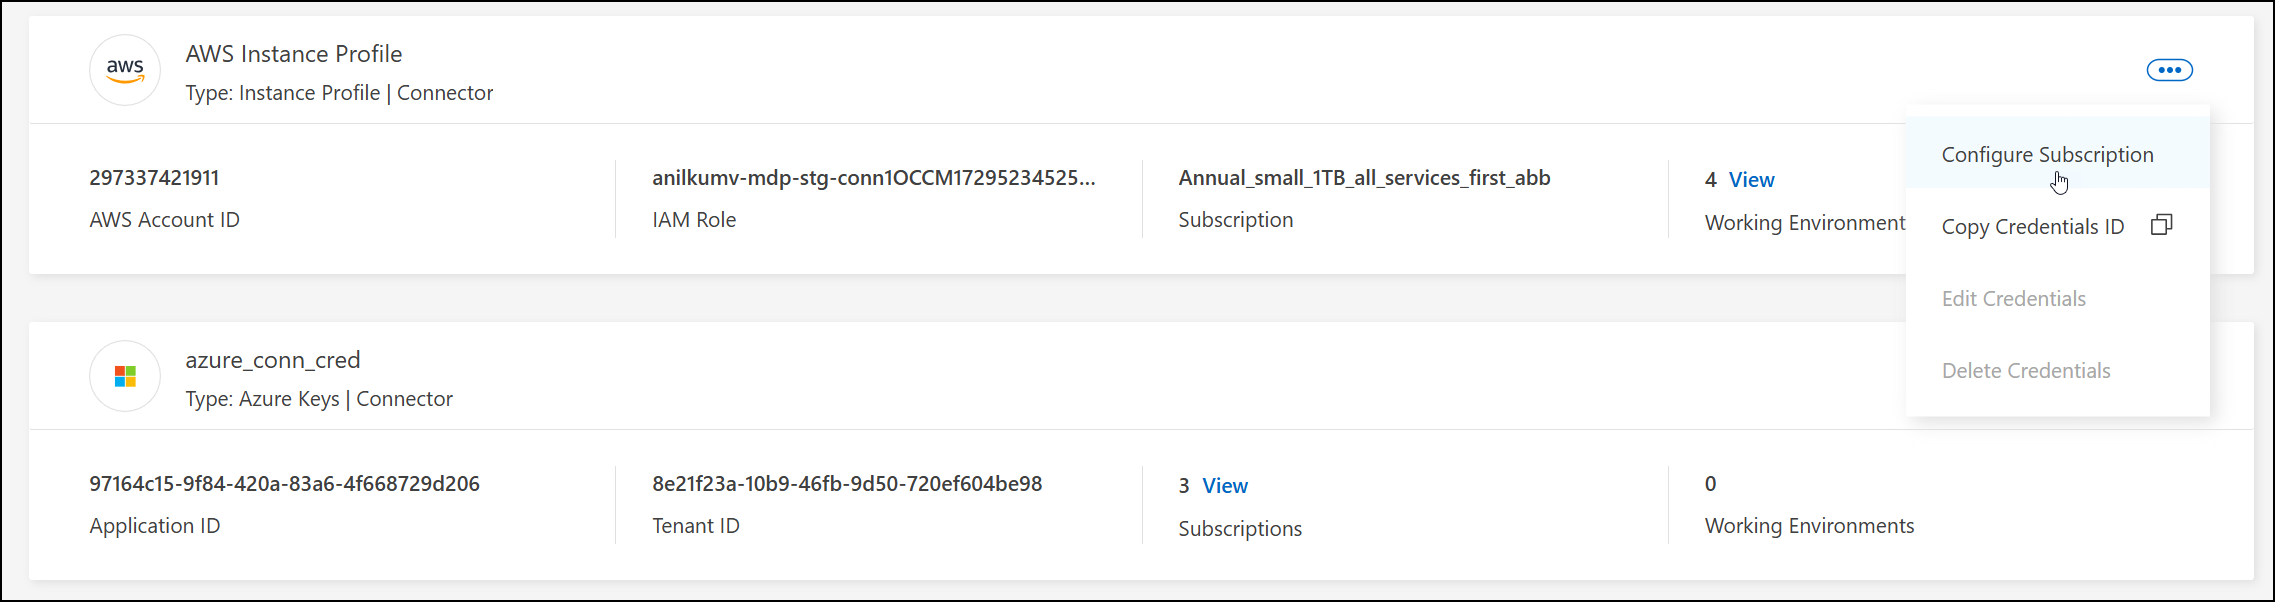 aws
AWS Instance Profile
Type: Instance Profile | Connector
297337421911
AWS Account ID
anilkumv-mdp-stg-conn1OCCM17295234525...
IAM Role
Annual_small_1TB_all_services_first_abb
Subscription
4 View
Working Environment
Configure Subscription
Copy Credentials ID
Edit Credentials
Delete Credentials
azure_conn_cred
Type: Azure Keys | Connector
97164c15-9f84-420a-83a6-4f668729d206
Application ID
8e21f23a-10b9-46fb-9d50-720ef604be98
Tenant ID
3 View
Subscriptions
0
Working Environments